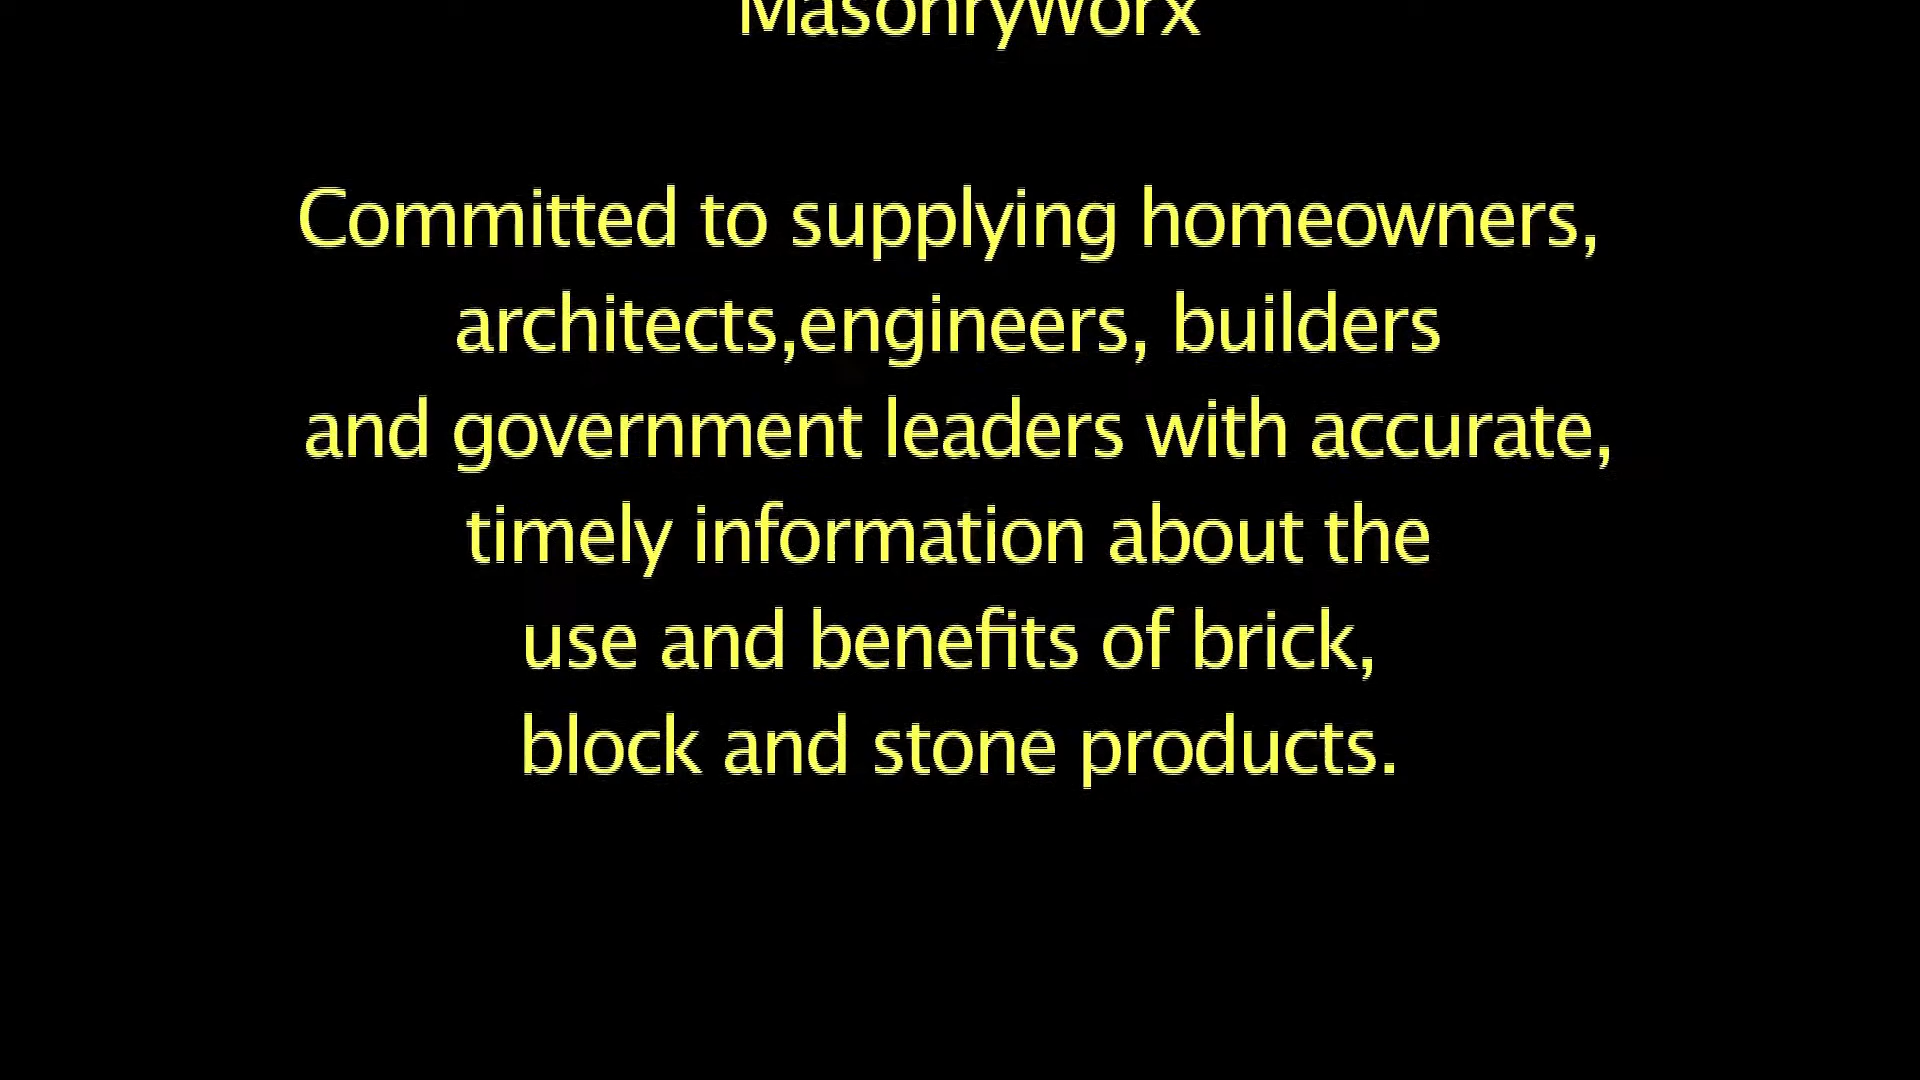 MasonryWorx
Committed to supplying homeowners,
architects,engineers, builders
and government leaders with accurate,
timely information about the
use and benefits of brick,
block and stone products.